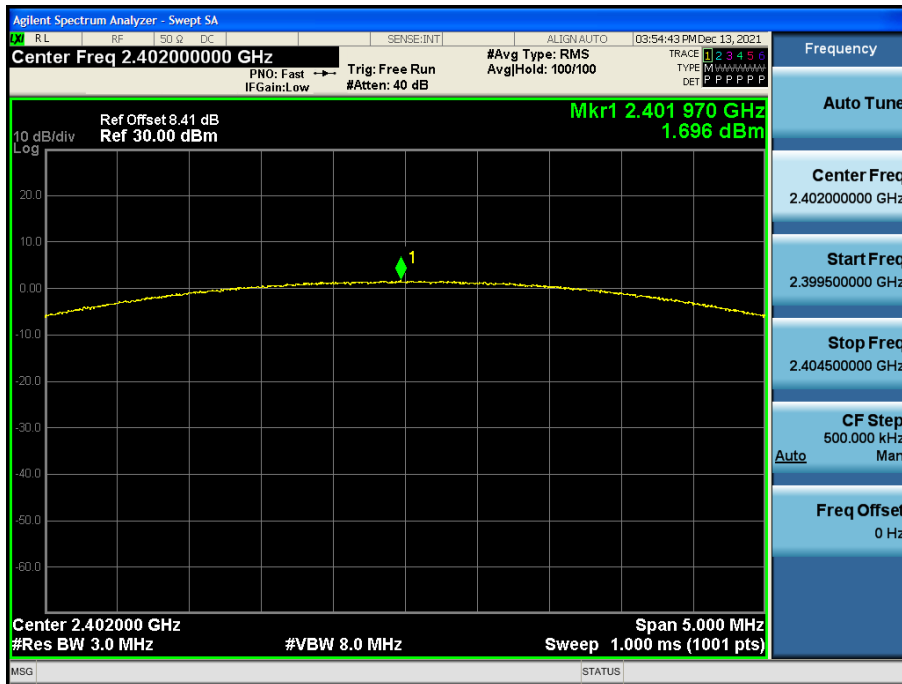 Agilent Spectrum Analyzer - Swept SA
LXI RL RF 50 Ω DC SENSE:INT ALIGN AUTO 03:54:43 PM Dec 13, 2021
Center Freq 2.402000000 GHz
PNO: Fast
IFGain:Low
Trig: Free Run
#Atten: 40 dB
#Avg Type: RMS
Avg|Hold: 100/100
TRACE 1 2 3 4 5 6
TYPE M WWWWW
DET P P P P P P
Frequency
Auto Tune
Mkr1 2.401 970 GHz
1.696 dBm
Ref Offset 8.41 dB
10 dB/div Ref 30.00 dBm
Log
20.0
10.0
1
0.00
-10.0
-20.0
-30.0
-40.0
-50.0
-60.0
Center Freq
2.402000000 GHz
Start Freq
2.399500000 GHz
Stop Freq
2.404500000 GHz
CF Step
500.000 kHz
Auto Man
Freq Offset
0 Hz
Center 2.402000 GHz Span 5.000 MHz
#Res BW 3.0 MHz #VBW 8.0 MHz Sweep 1.000 ms (1001 pts)
MSG STATUS